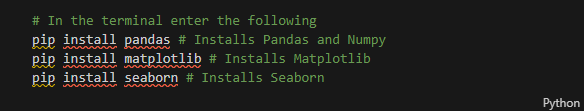 # In the terminal enter the following
pip install pandas # Installs Pandas and Numpy
pip install matplotlib # Installs Matplotlib
pip install seaborn # Installs Seaborn
Python